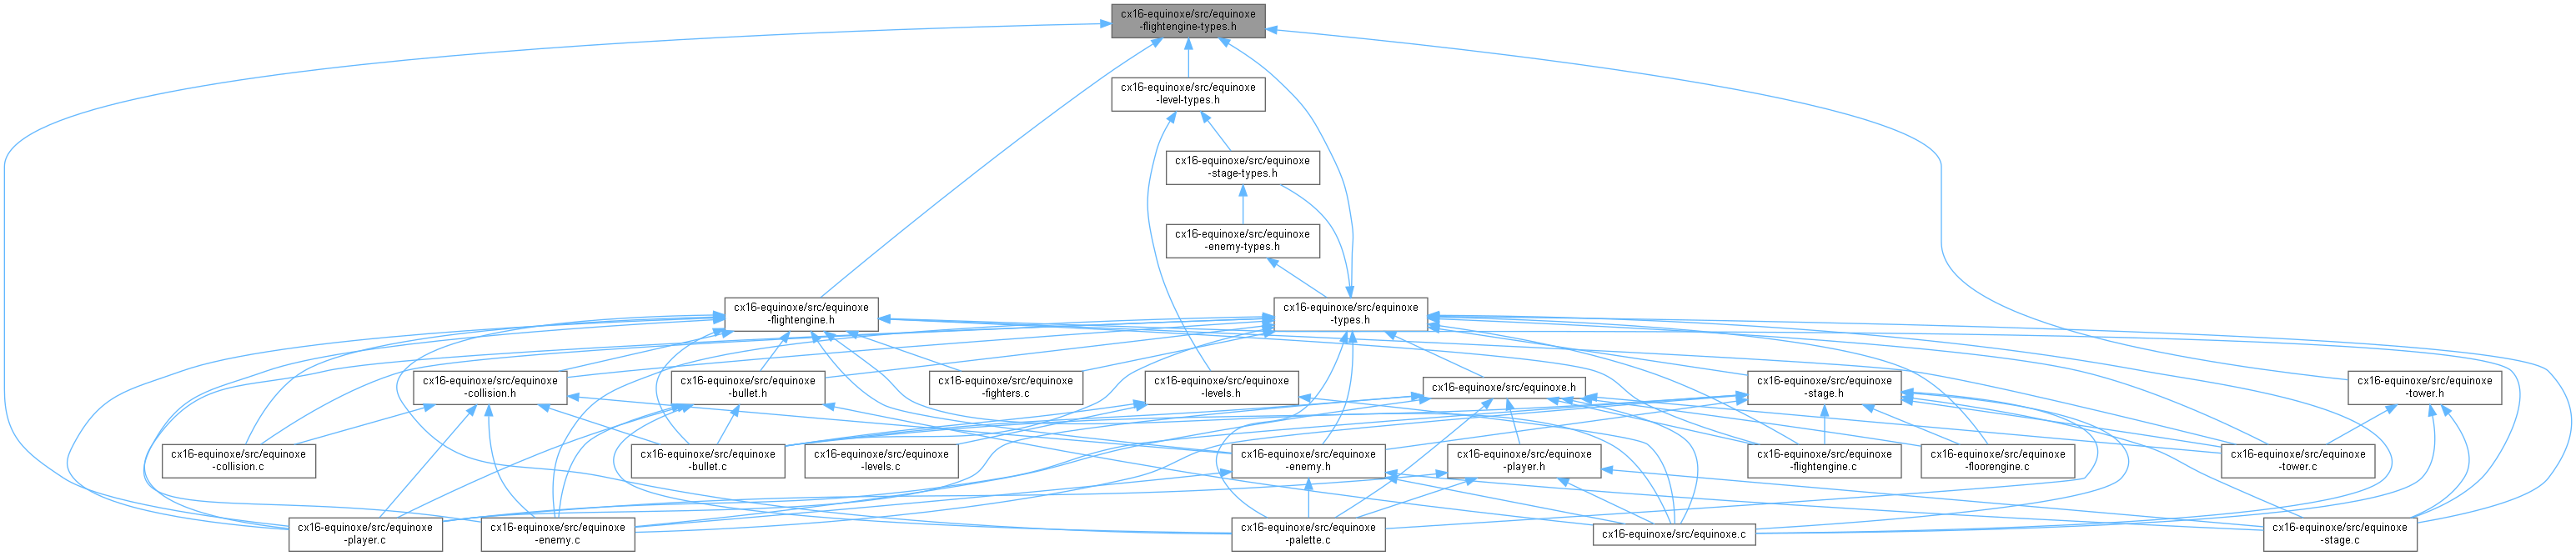 cx16-equinoxe/src/equinoxe
-flightengine-types.h
cx16-equinoxe/src/equinoxe
-level-types.h
cx16-equinoxe/src/equinoxe
-stage-types.h
cx16-equinoxe/src/equinoxe
-enemy-types.h
cx16-equinoxe/src/equinoxe
-flightengine.h
cx16-equinoxe/src/equinoxe
-types.h
cx16-equinoxe/src/equinoxe
-collision.h
cx16-equinoxe/src/equinoxe
-bullet.h
cx16-equinoxe/src/equinoxe
-fighters.c
cx16-equinoxe/src/equinoxe
-levels.h
cx16-equinoxe/src/equinoxe.h
cx16-equinoxe/src/equinoxe
-stage.h
cx16-equinoxe/src/equinoxe
-tower.h
cx16-equinoxe/src/equinoxe
-collision.c
cx16-equinoxe/src/equinoxe
-bullet.c
cx16-equinoxe/src/equinoxe
-levels.c
cx16-equinoxe/src/equinoxe
-enemy.h
cx16-equinoxe/src/equinoxe
-player.h
cx16-equinoxe/src/equinoxe
-flightengine.c
cx16-equinoxe/src/equinoxe
-floorengine.c
cx16-equinoxe/src/equinoxe
-tower.c
cx16-equinoxe/src/equinoxe
-player.c
cx16-equinoxe/src/equinoxe
-enemy.c
cx16-equinoxe/src/equinoxe
-palette.c
cx16-equinoxe/src/equinoxe.c
cx16-equinoxe/src/equinoxe
-stage.c